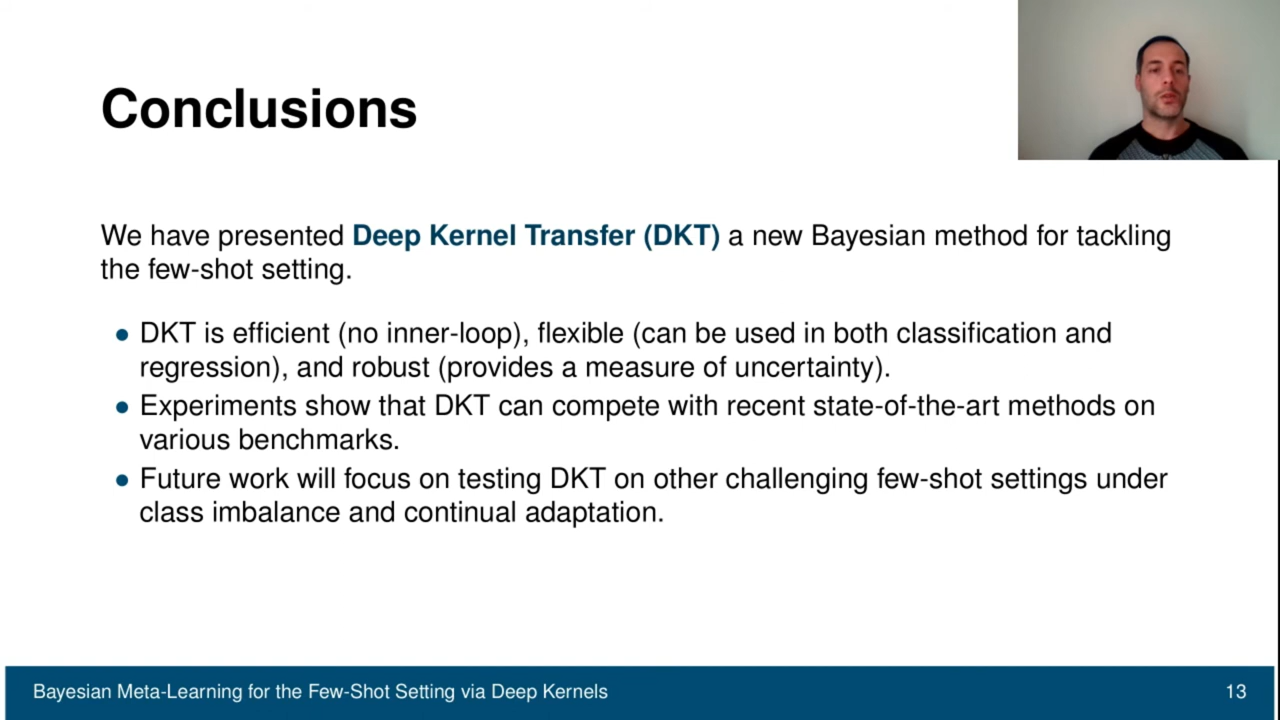 Conclusions
We have presented Deep Kernel Transfer (DKT) a new Bayesian method for tackling
the few-shot setting.
● DKT is efficient (no inner-loop), flexible (can be used in both classification and
regression), and robust (provides a measure of uncertainty).
● Experiments show that DKT can compete with recent state-of-the-art methods on
various benchmarks.
● Future work will focus on testing DKT on other challenging few-shot settings under
class imbalance and continual adaptation.
Bayesian Meta-Learning for the Few-Shot Setting via Deep Kernels 13